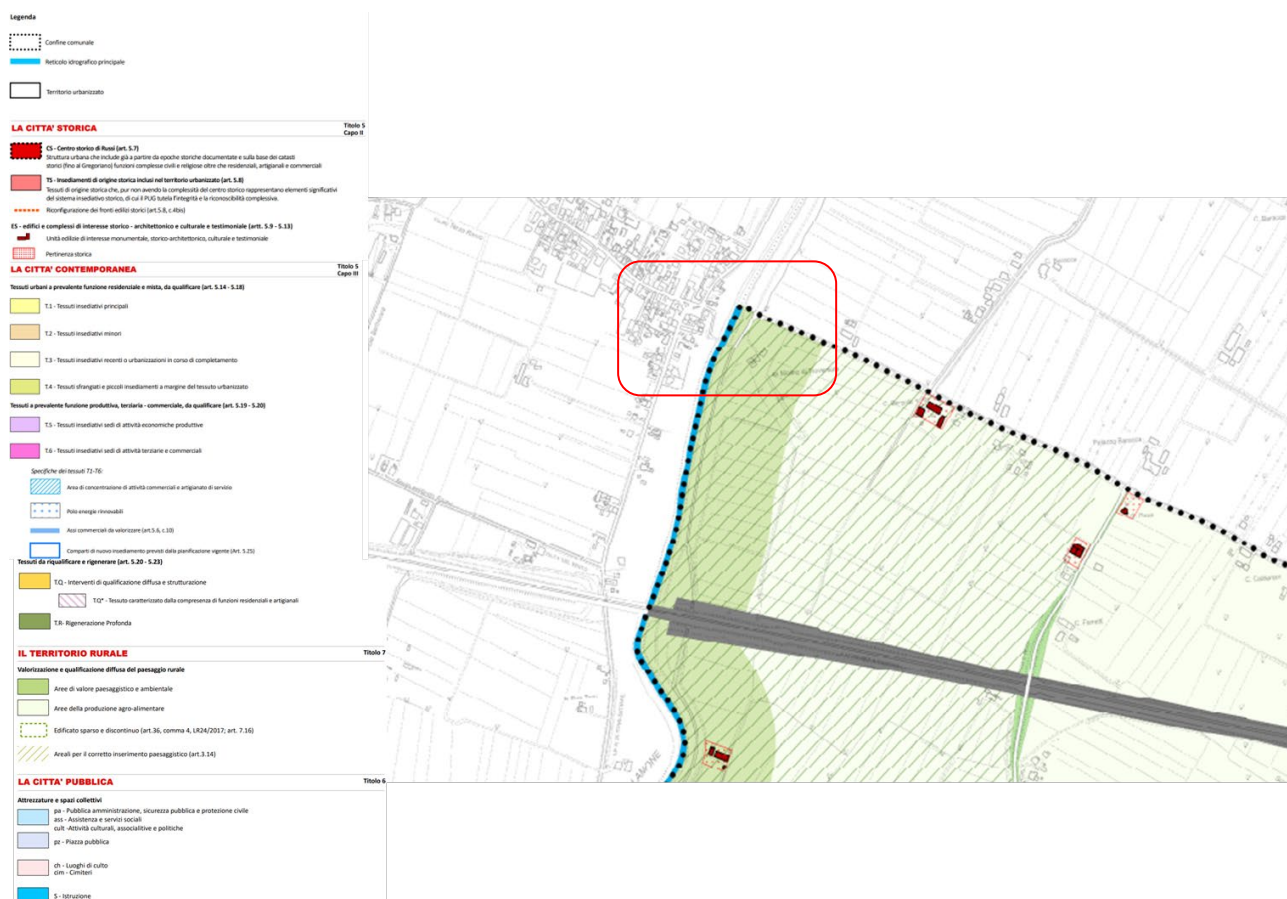 Legenda
Confine comunale
Reticolo idrografico principale
Territorio urbanizzato
LA CITTA' STORICA
Titolo 5
Capo II
CS - Centro storico di Russi (art. 5.7)
Struttura urbana che include già a partire da epoche storiche documentate e sulla base dei catasti
storici (fino al Gregoriano) funzioni complesse civili e religiose oltre che residenziali, artigianali e commerciali
TS - Insediamenti di origine storica inclusi nel territorio urbanizzato (art. 5.8)
Tessuti di origine storica che, pur non avendo la complessità del centro storico rappresentano elementi significativi
del sistema insediativo storico, di cui il PUG tutela l'integrità e la riconoscibilità complessiva.
Riconfigurazione dei fronti edilizi storici (art.5.8, c.4bis)
ES - edifici e complessi di interesse storico - architettonico e culturale e testimoniale (artt. 5.9 - 5.13)
Unità edilizie di interesse monumentale, storico-architettonico, culturale e testimoniale
Pertinenza storica
LA CITTA' CONTEMPORANEA
Titolo 5
Capo III
Tessuti urbani a prevalente funzione residenziale e mista, da qualificare (art. 5.14 - 5.18)
T.1 - Tessuti insediativi principali
T.2 - Tessuti insediativi minori
T.3 - Tessuti insediativi recenti o urbanizzazioni in corso di completamento
T.4 - Tessuti sfrangiati e piccoli insediamenti a margine del tessuto urbanizzato
Tessuti a prevalente funzione produttiva, terziaria - commerciale, da qualificare (art. 5.19 - 5.20)
T.5 - Tessuti insediativi sedi di attività economiche produttive
T.6 - Tessuti insediativi sedi di attività terziarie e commerciali
Specifiche dei tessuti T1-T6:
Area di concentrazione di attività commerciali e artigianato di servizio
Polo energie rinnovabili
Assi commerciali da valorizzare (art.5.6, c.10)
Comparti di nuovo insediamento previsti dalla pianificazione vigente (Art. 5.25)
Tessuti da riqualificare e rigenerare (art. 5.20 - 5.23)
T.Q - Interventi di qualificazione diffusa e strutturazione
T.Q* - Tessuto caratterizzato dalla compresenza di funzioni residenziali e artigianali
T.R- Rigenerazione Profonda
IL TERRITORIO RURALE
Titolo 7
Valorizzazione e qualificazione diffusa del paesaggio rurale
Aree di valore paesaggistico e ambientale
Aree della produzione agro-alimentare
Edificato sparso e discontinuo (art.36, comma 4, LR24/2017; art. 7.16)
Areali per il corretto inserimento paesaggistico (art.3.14)
LA CITTA' PUBBLICA
Titolo 6
Attrezzature e spazi collettivi
pa - Pubblica amministrazione, sicurezza pubblica e protezione civile
ass - Assistenza e servizi sociali
cult -Attività culturali, associalitive e politiche
pz - Piazza pubblica
ch - Luoghi di culto
cim - Cimiteri
S - Istruzione
Palazzo Baracca
C. Ferretti
AMONE